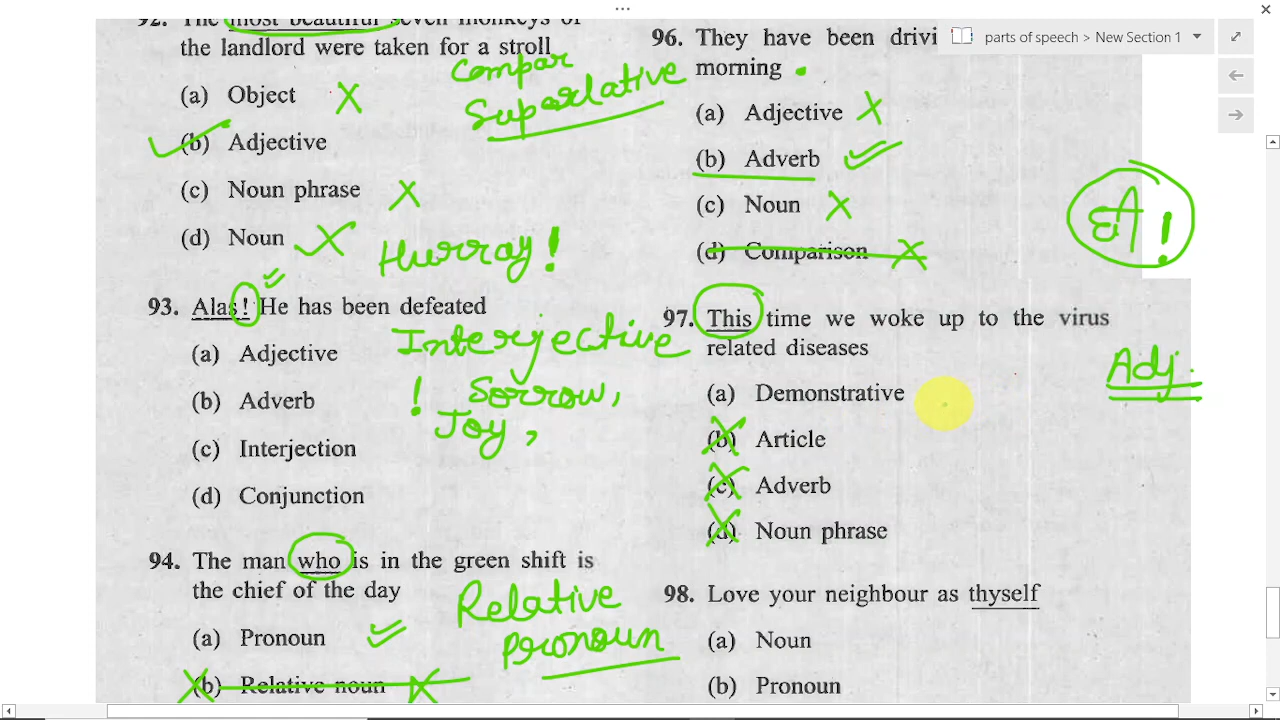 ...
92. The most beautiful seven monkeys of
the landlord were taken for a stroll
Compar
Superlative
(a) Object X
(b) Adjective
(c) Noun phrase X
(d) Noun X
Hurray !
93. Alas! He has been defeated
Interjective
! Sorrow,
Joy,
(a) Adjective
(b) Adverb
(c) Interjection
(d) Conjunction
94. The man who is in the green shift is
the chief of the day
Relative
pronoun
(a) Pronoun
(b) Relative noun X
96. They have been drivi
morning
parts of speech > New Section 1
(a) Adjective X
(b) Adverb
(c) Noun X
(d) Comparison X
!
97. This time we woke up to the virus
related diseases
Adj.
(a) Demonstrative
(b) Article
(c) Adverb
(d) Noun phrase
98. Love your neighbour as thyself
(a) Noun
(b) Pronoun